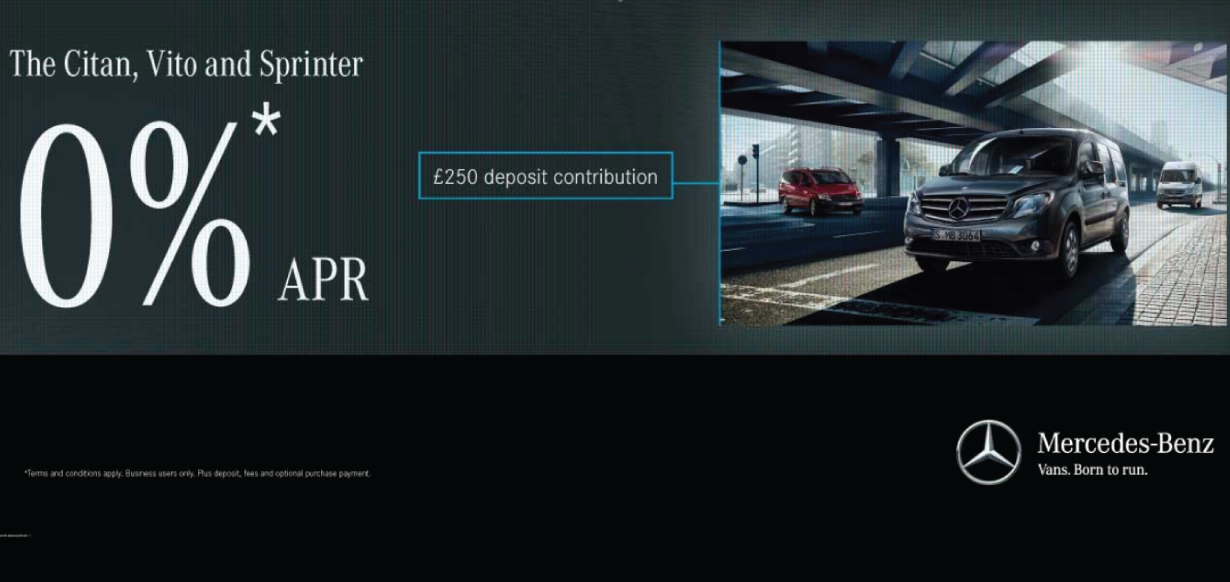 The Citan, Vito and Sprinter
0%*
APR
£250 deposit contribution
S·MB 3064
Mercedes-Benz
Vans. Born to run.
*Terms and conditions apply. Business users only. Plus deposit, fees and optional purchase payment.